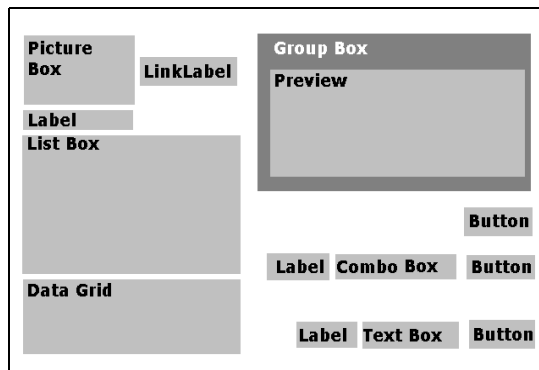 Picture
Box
LinkLabel
Label
List Box
Data Grid
Group Box
Preview
Button
Label Combo Box Button
Label Text Box Button